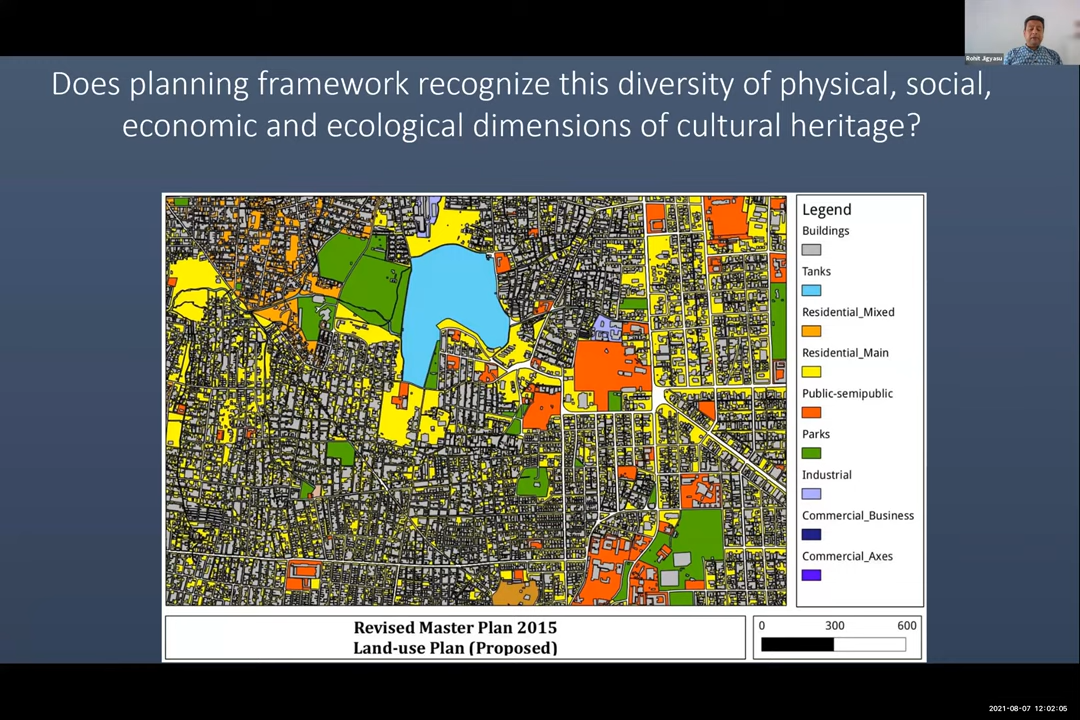 Rohit Jigyasu
Does planning framework recognize this diversity of physical, social,
economic and ecological dimensions of cultural heritage?
Legend
Buildings
Tanks
Residential_Mixed
Residential_Main
Public-semipublic
Parks
Industrial
Commercial_Business
Commercial_Axes
Revised Master Plan 2015
Land-use Plan (Proposed)
0 300 600
2021-08-07 12:02:05